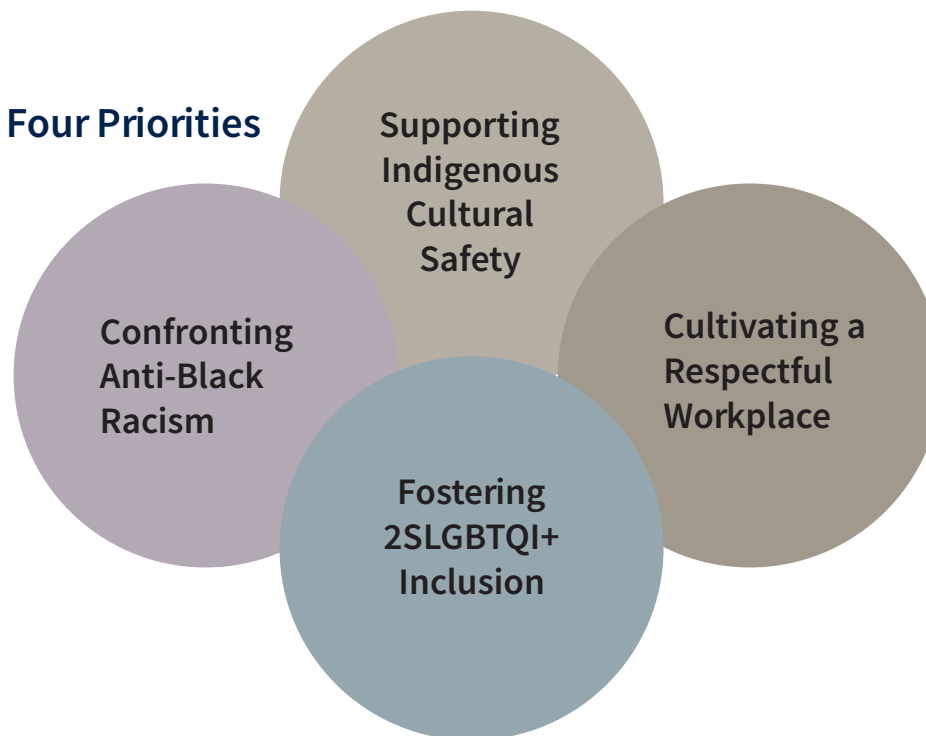 Four Priorities
Supporting
Indigenous
Cultural
Safety
Confronting
Anti-Black
Racism
Cultivating a
Respectful
Workplace
Fostering
2SLGBTQI+
Inclusion